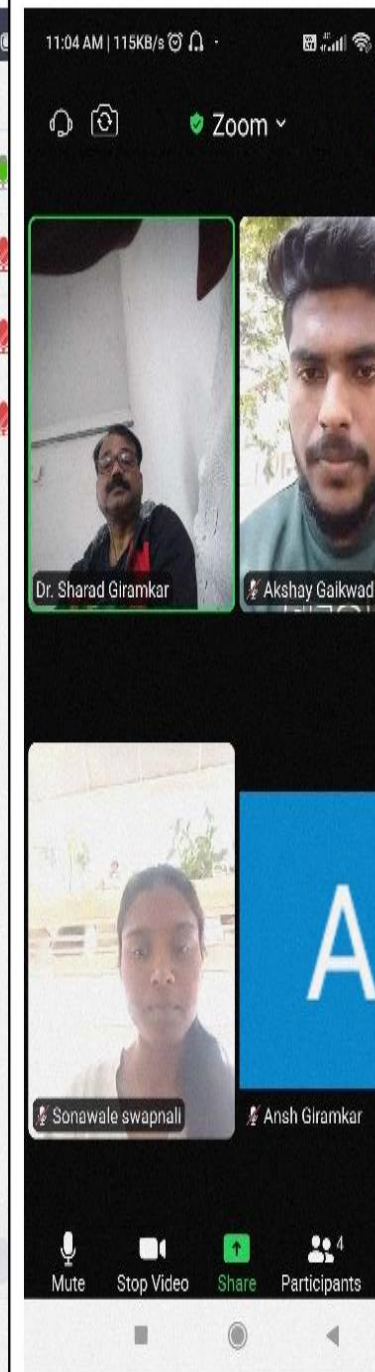 11:04 AM | 115KB/s
Zoom
Dr. Sharad Giramkar
Akshay Gaikwad
A
Sonawale swapnali
Ansh Giramkar
4
Mute Stop Video Share Participants